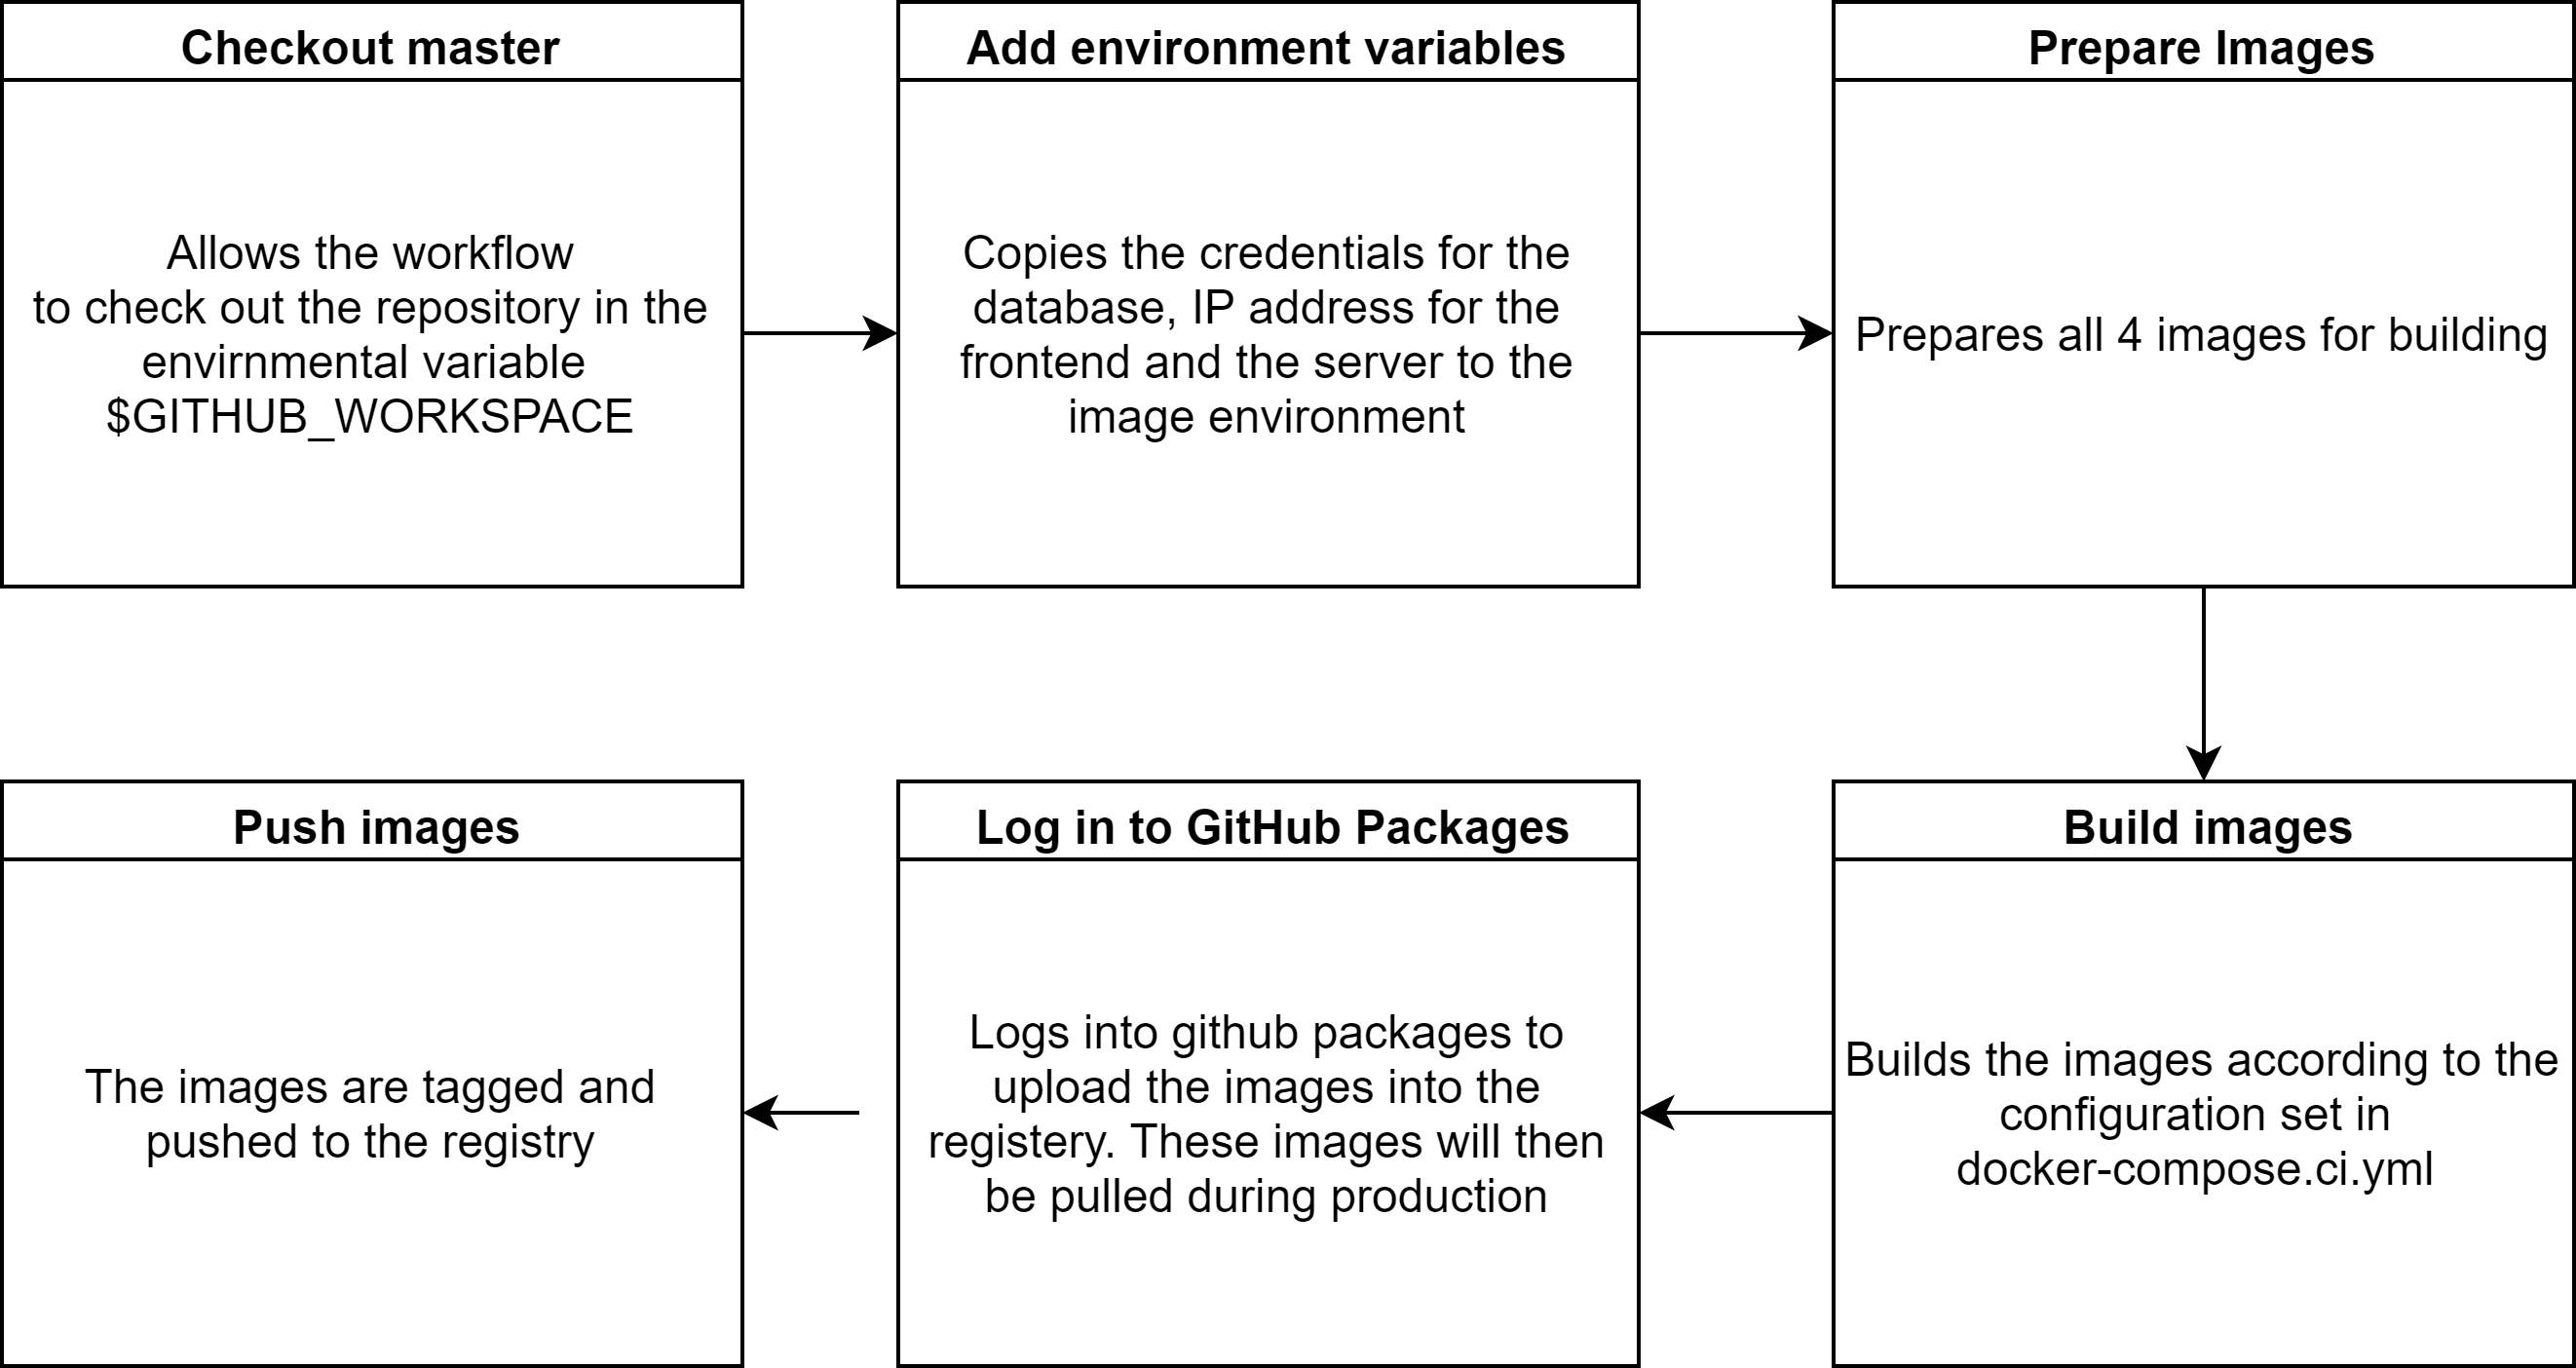 Checkout master
Allows the workflow
to check out the repository in the
envirnmental variable
$GITHUB_WORKSPACE
Add environment variables
Copies the credentials for the
database, IP address for the
frontend and the server to the
image environment
Prepare Images
Prepares all 4 images for building
Build images
Builds the images according to the
configuration set in
docker-compose.ci.yml
Log in to GitHub Packages
Logs into github packages to
upload the images into the
registery. These images will then
be pulled during production
Push images
The images are tagged and
pushed to the registry